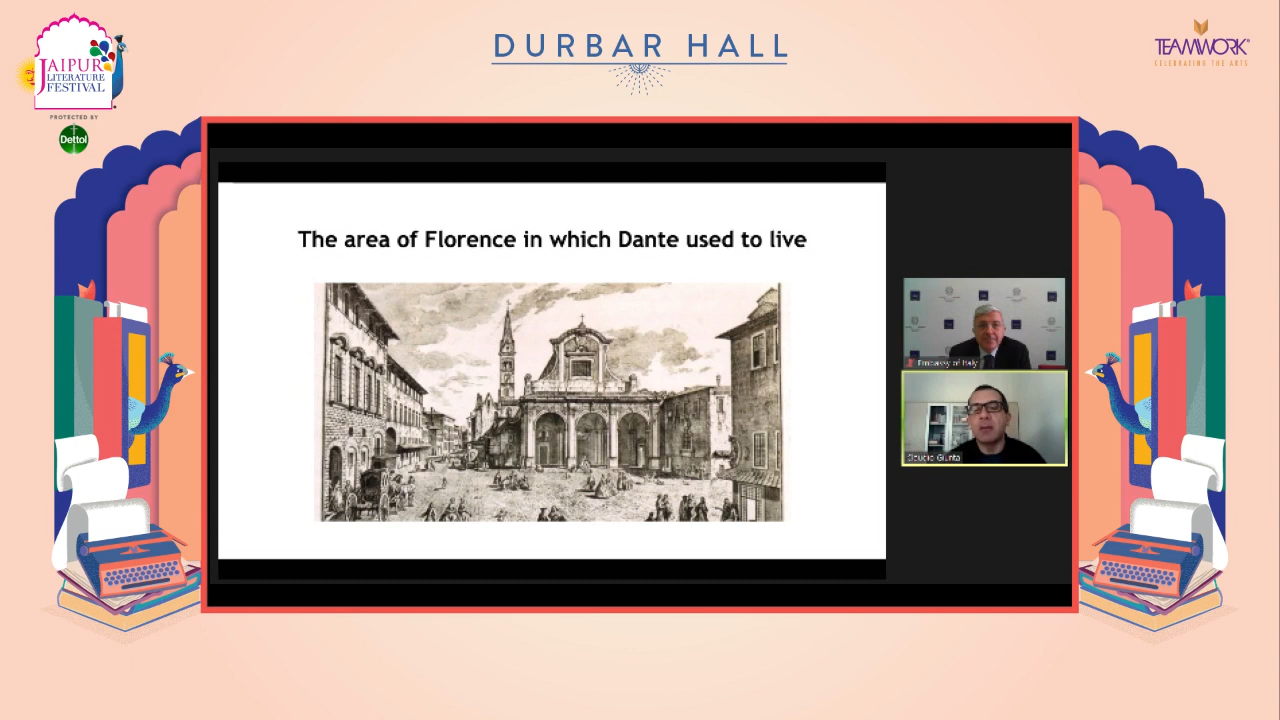 JAIPUR
LITERATURE
FESTIVAL
PROTECTED BY
Dettol
DURBAR HALL
TEAMWORK
CELEBRATING THE ARTS
The area of Florence in which Dante used to live
Embassy of Italy
Claudio Giunta